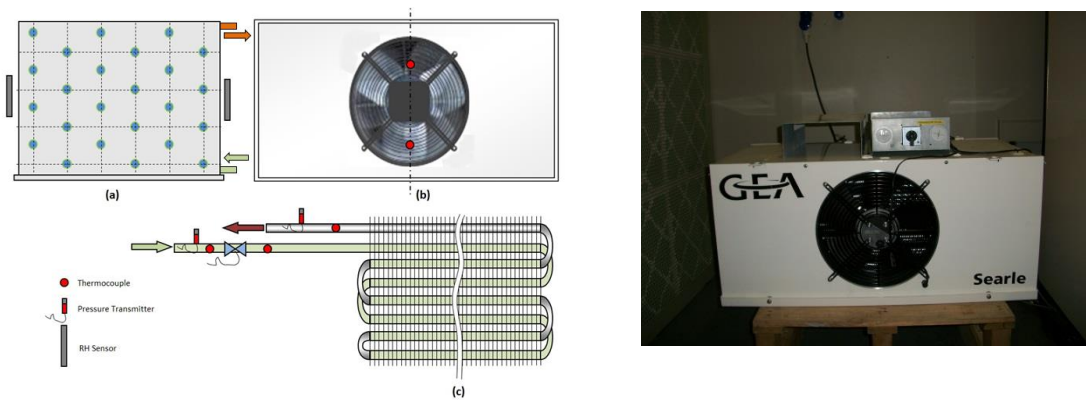 (a)
(b)
Thermocouple
Pressure Transmitter
RH Sensor
(c)
GEA
Searle